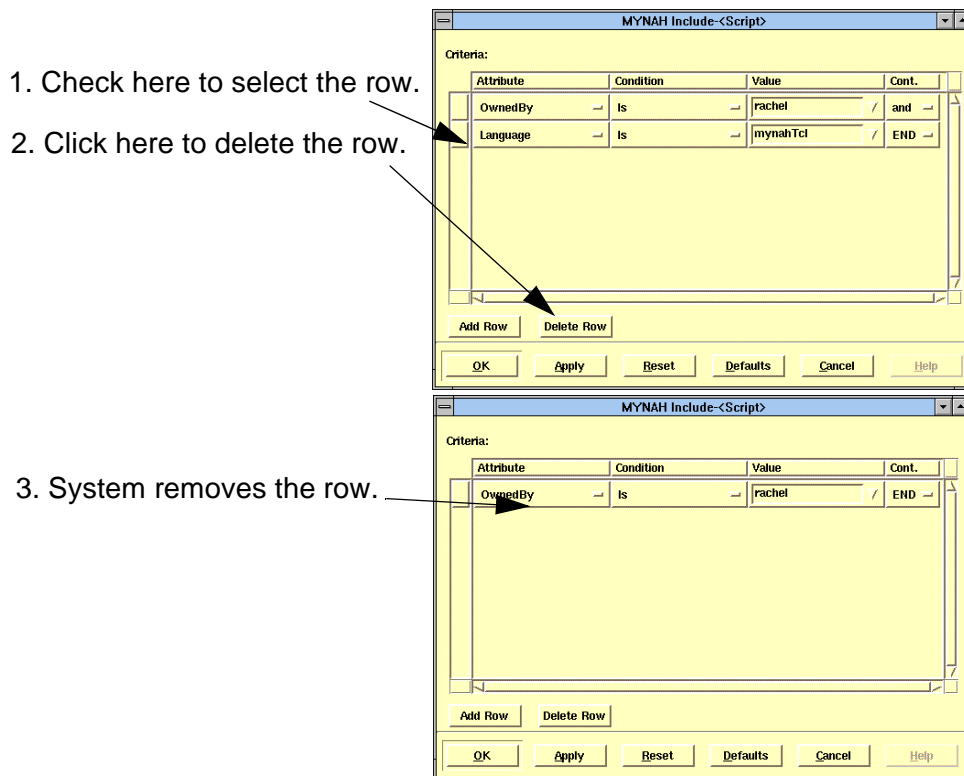 MYNAH Include-<Script>
Criteria:
Attribute Condition Value Cont.
OwnedBy Is rachel and
Language Is mynahTcl END
Add Row Delete Row
OK Apply Reset Defaults Cancel Help
1. Check here to select the row.
2. Click here to delete the row.
MYNAH Include-<Script>
Criteria:
Attribute Condition Value Cont.
OwnedBy Is rachel END
Add Row Delete Row
OK Apply Reset Defaults Cancel Help
3. System removes the row.